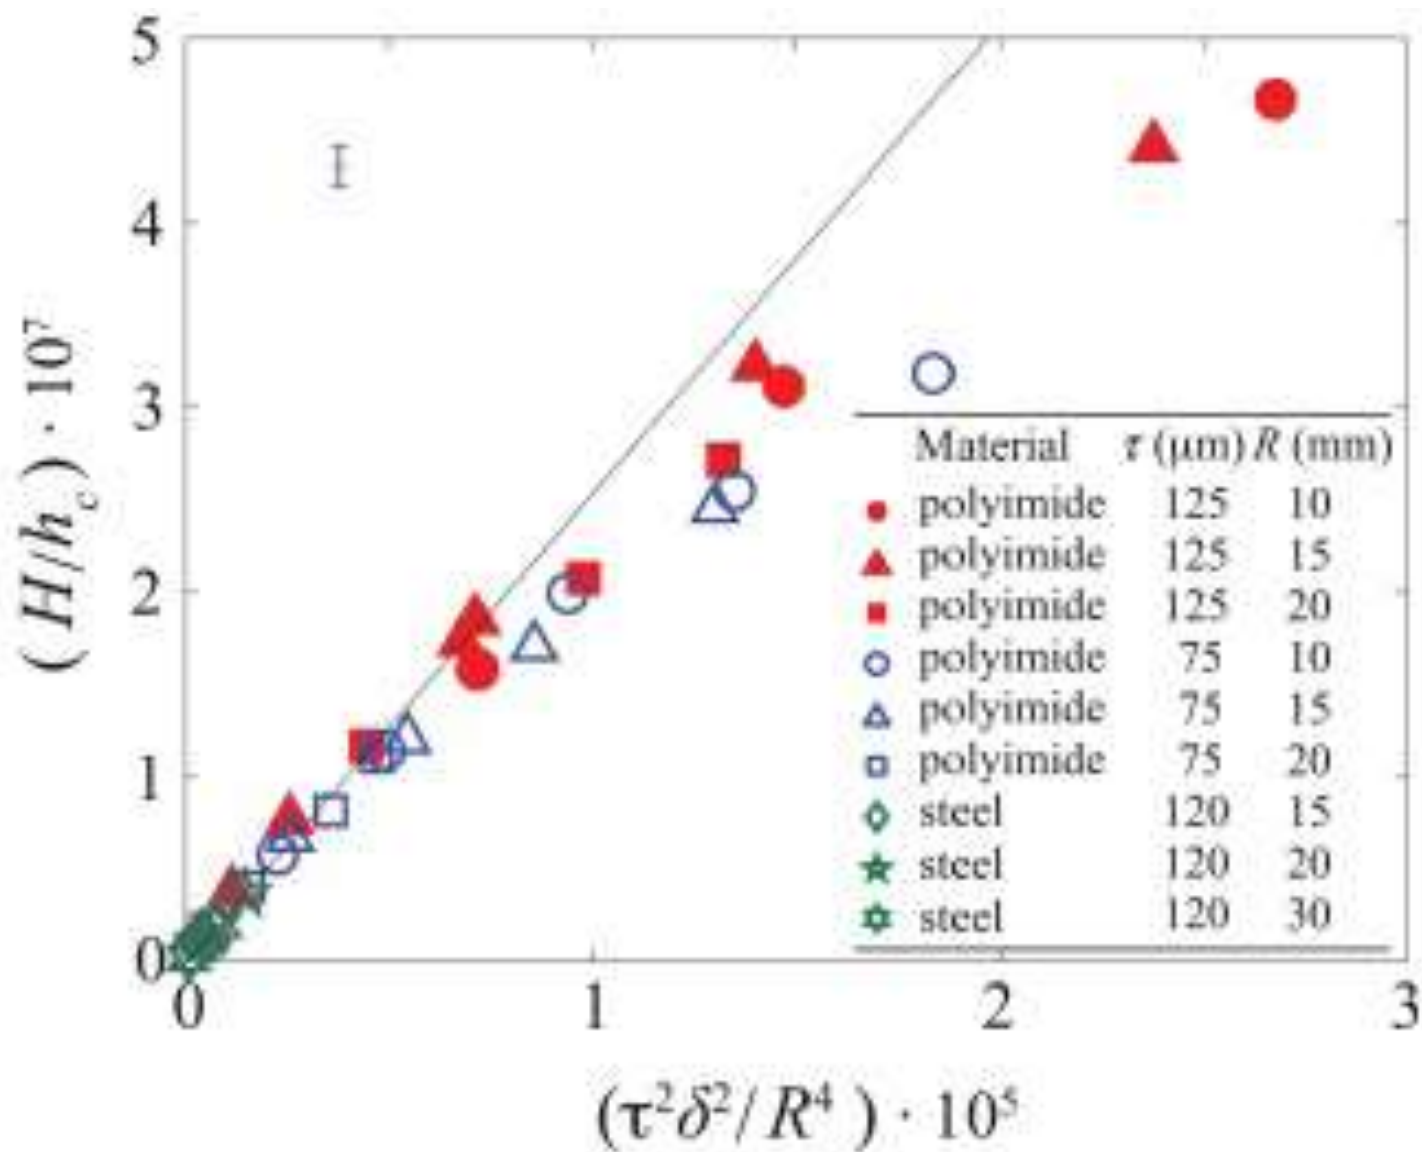 5
4
3
2
1
0
(H/h_c) · 10⁷
Material τ (μm) R (mm)
polyimide 125 10
polyimide 125 15
polyimide 125 20
polyimide 75 10
polyimide 75 15
polyimide 75 20
steel 120 15
steel 120 20
steel 120 30
0 1 2 3
(τ²δ²/R⁴) · 10⁵